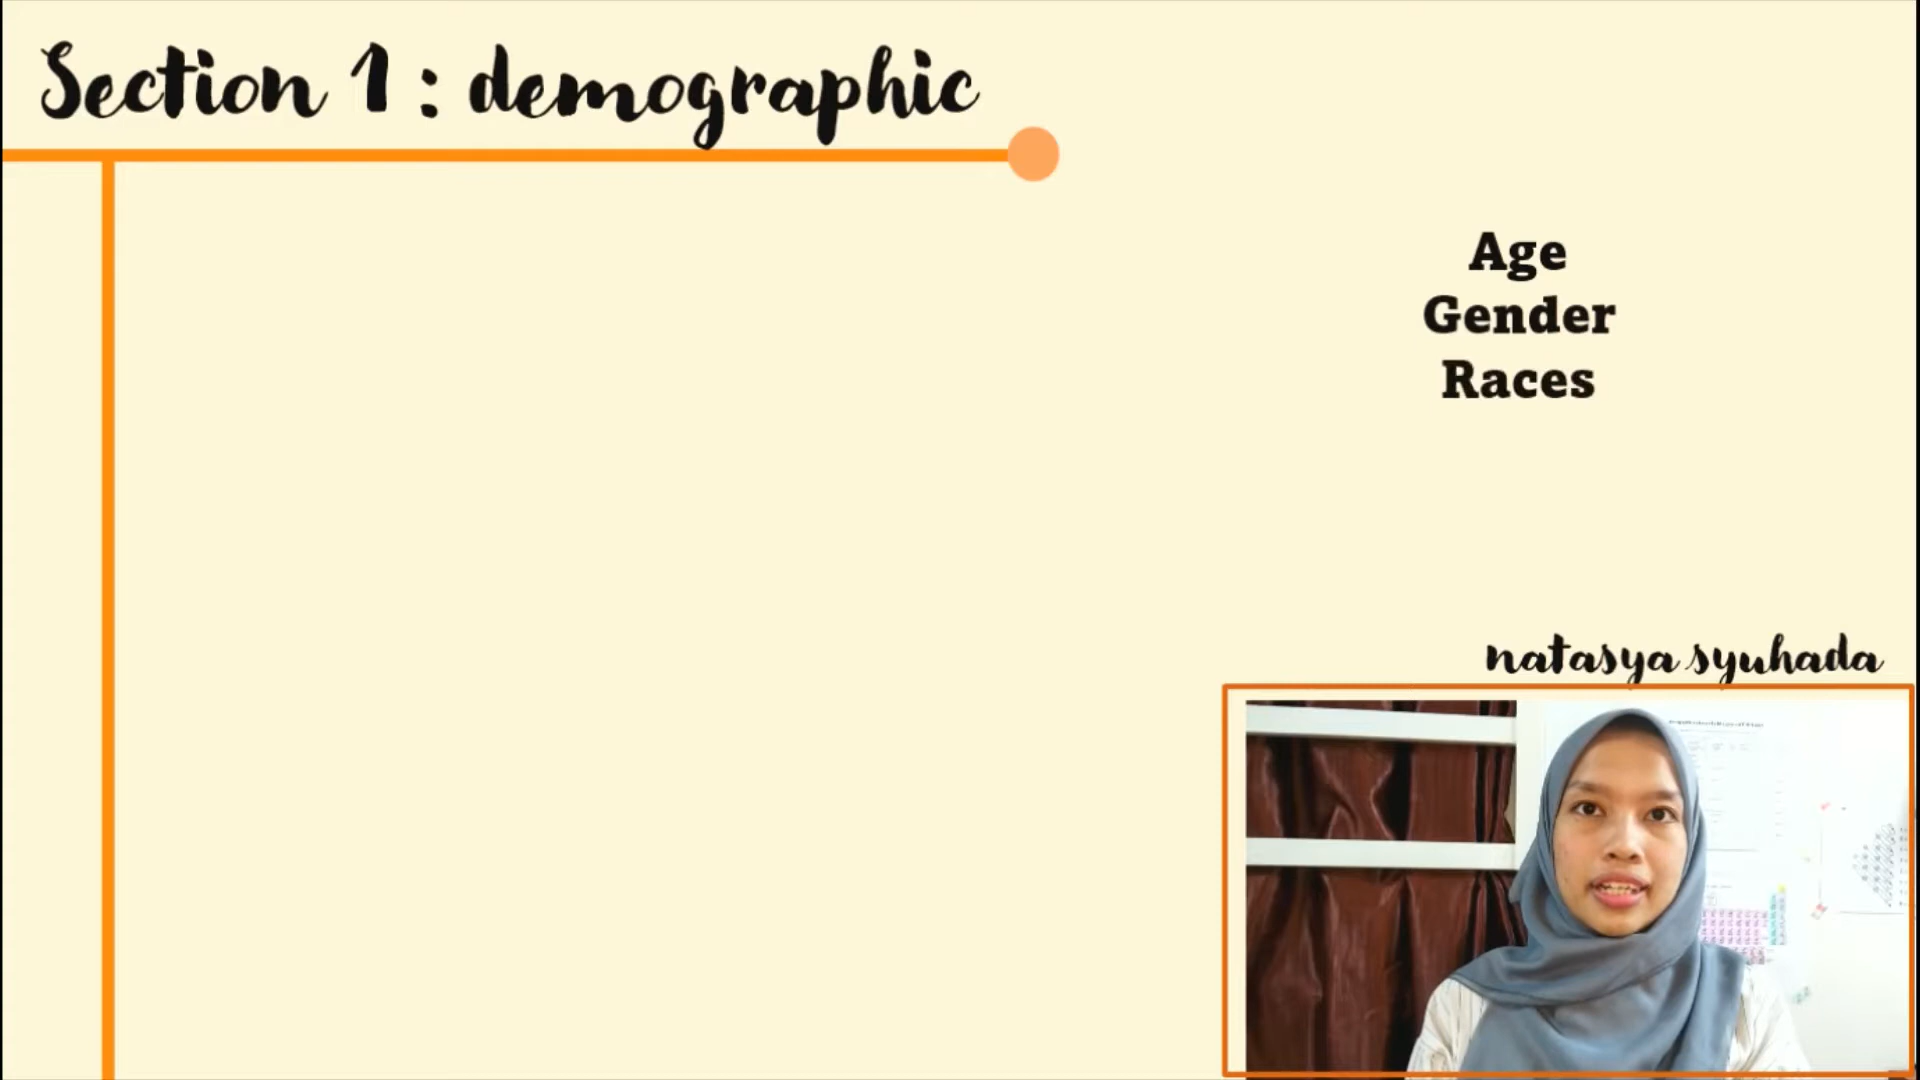 Section 1 : demographic
Age
Gender
Races
natasya syuhada